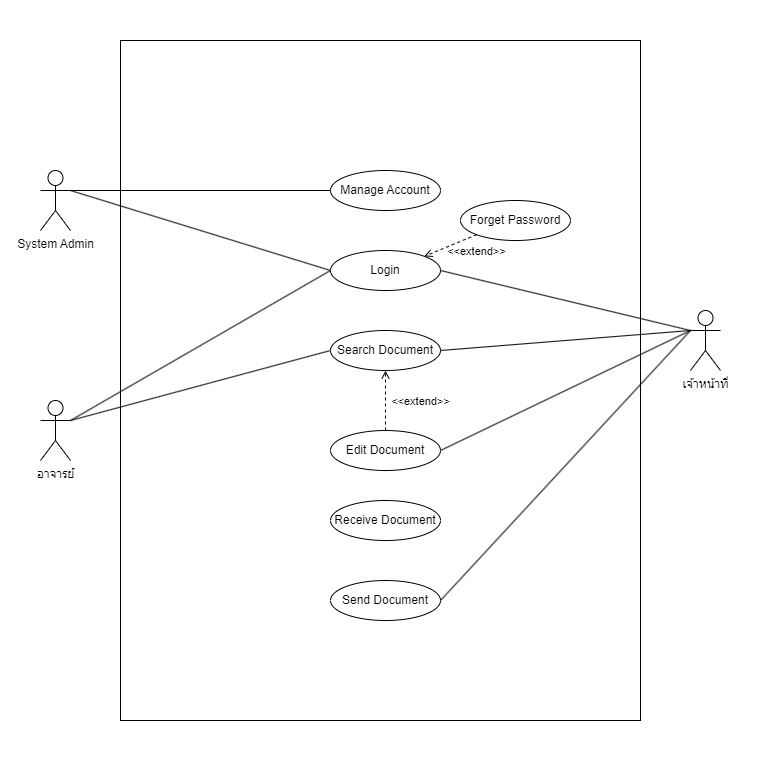 Manage Account
Forget Password
System Admin
<<extend>>
Login
Search Document
เจ้าหน้าที่
<<extend>>
Edit Document
อาจารย์
Receive Document
Send Document